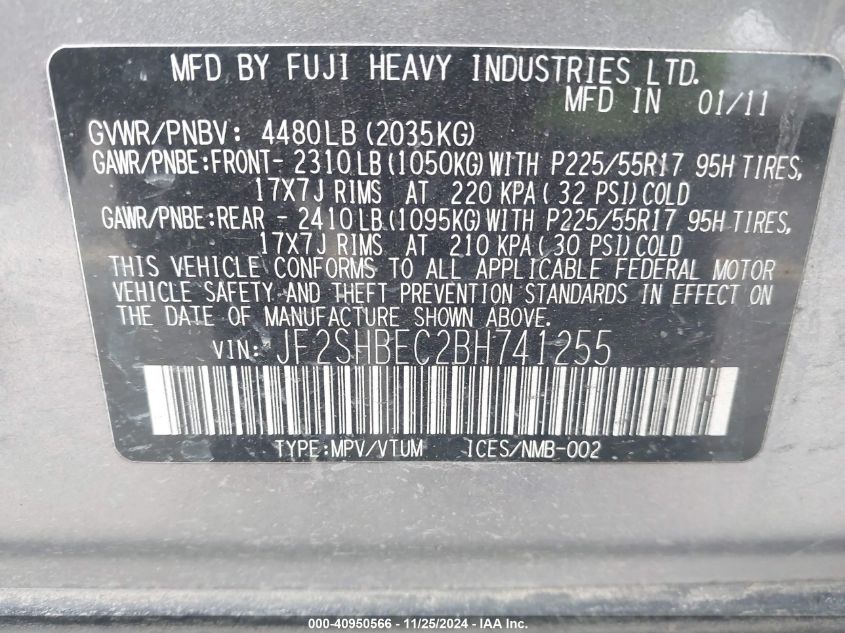 MFD BY FUJI HEAVY INDUSTRIES LTD.
MFD IN 01/11
GVWR/PNBV: 4480LB(2035KG)
GAWR/PNBE:FRONT- 2310LB(1050KG)WITH P225/55R17 95H TIRES,
17X7J RIMS AT 220 KPA(32 PSI)COLD
GAWR/PNBE:REAR - 2410LB(1095KG)WITH P225/55R17 95H TIRES,
17X7J RIMS AT 210 KPA(30 PSI)COLD
THIS VEHICLE CONFORMS TO ALL APPLICABLE FEDERAL MOTOR
VEHICLE SAFETY AND THEFT PREVENTION STANDARDS IN EFFECT ON
THE DATE OF MANUFACTURE SHOWN ABOVE.
VIN: JF2SHBEC2BH741255
TYPE:MPV/VTUM ICES/NMB-002
000-40950566 - 11/25/2024 - IAAI.com